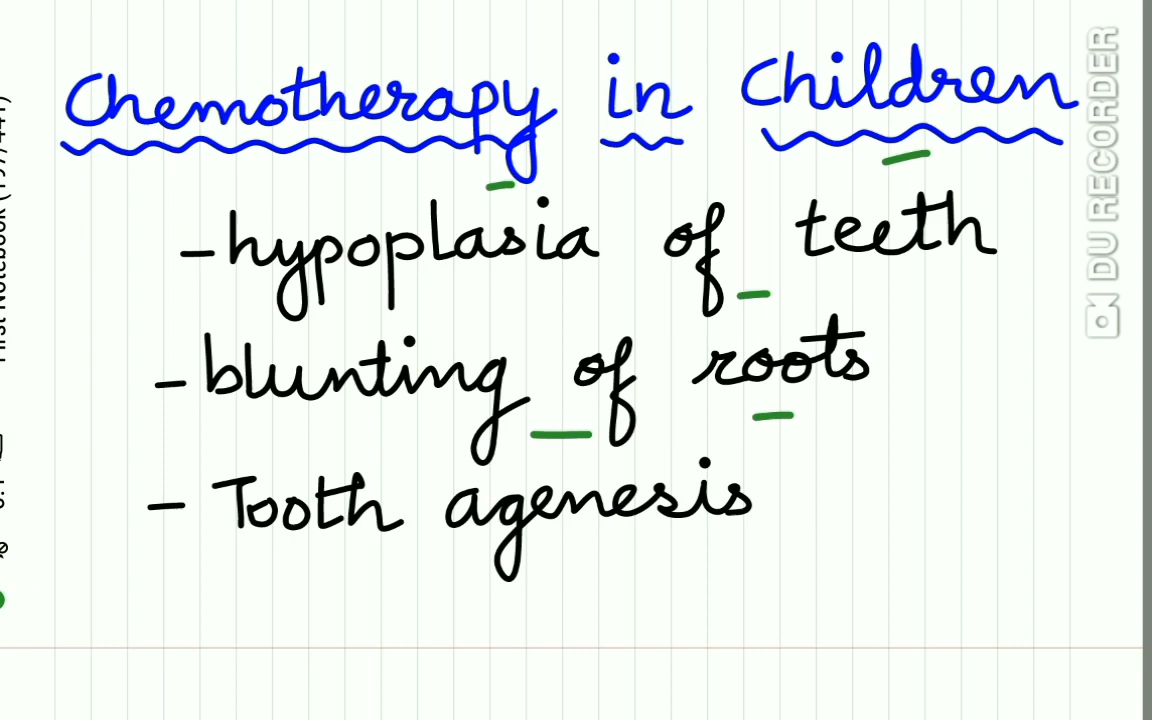 Chemotherapy in Children
- hypoplasia of teeth
- blunting of roots
- Tooth agenesis
DU RECORDER